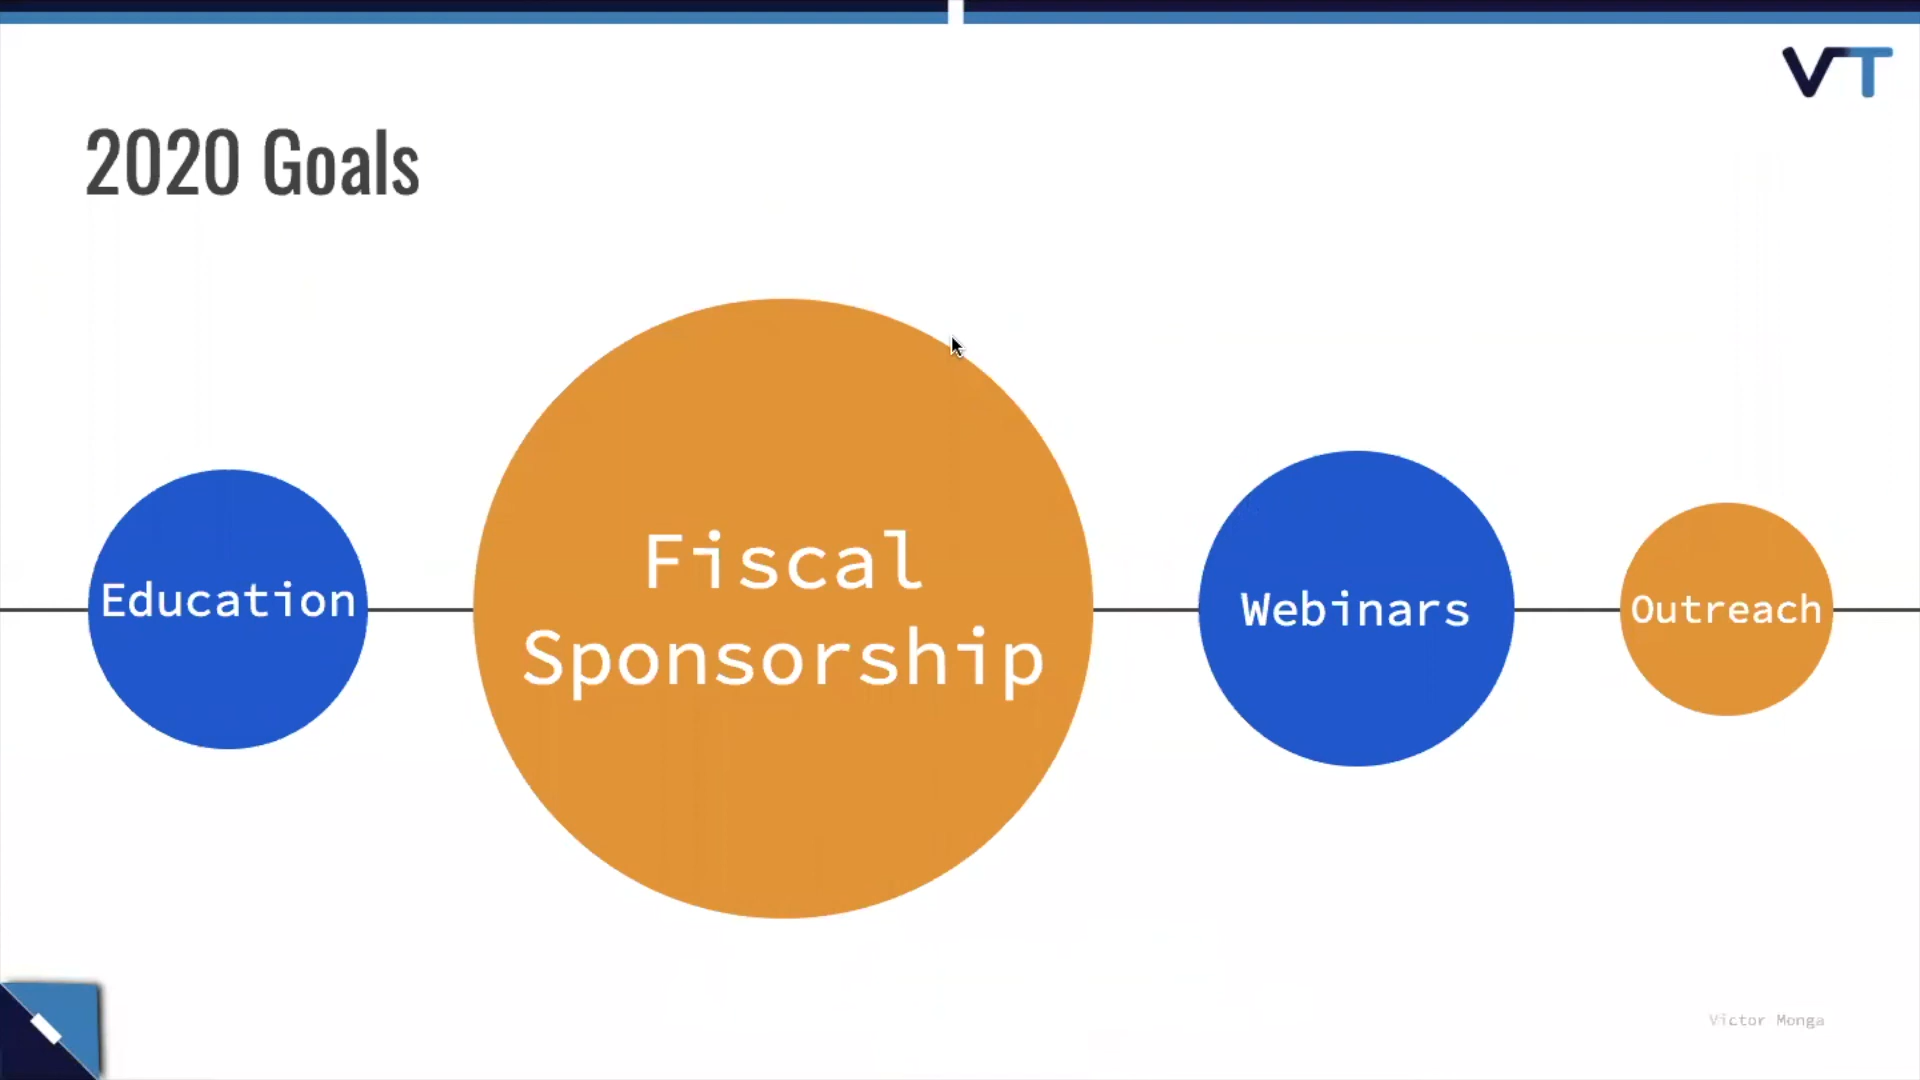 VT
2020 Goals
Education
Fiscal
Sponsorship
Webinars
Outreach
Victor Monga